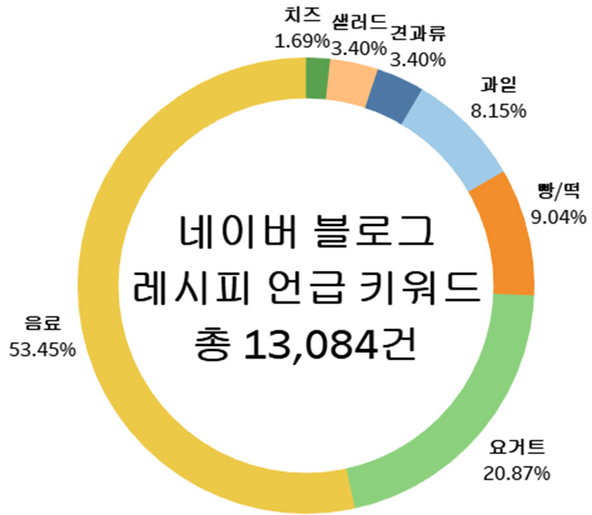 치즈
1.69%
샐러드
3.40%
견과류
3.40%
과일
8.15%
빵/떡
9.04%
네이버 블로그
레시피 언급 키워드
총 13,084건
음료
53.45%
요거트
20.87%